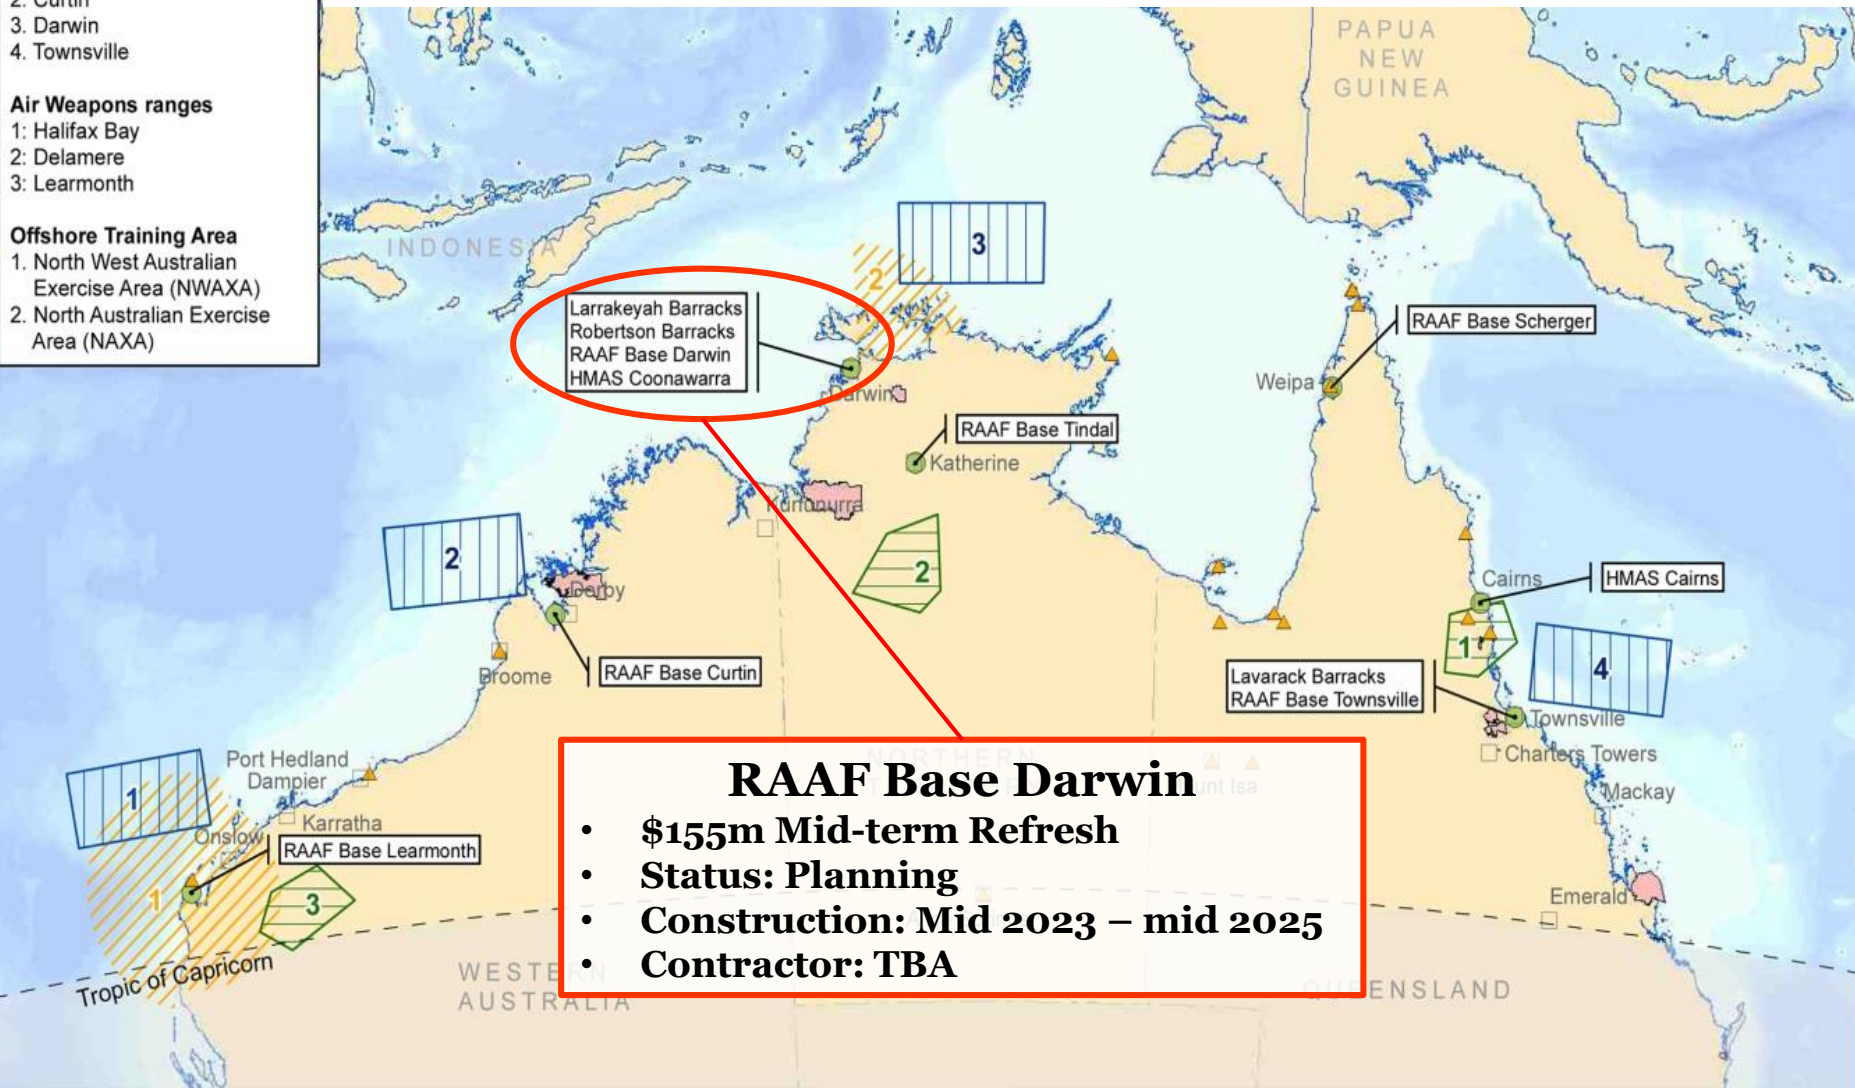 2. Curtin
3. Darwin
4. Townsville
Air Weapons ranges
1: Halifax Bay
2: Delamere
3: Learmonth
Offshore Training Area
1. North West Australian
Exercise Area (NWAXA)
2. North Australian Exercise
Area (NAXA)
PAPUA
NEW
GUINEA
INDONESIA
3
2
Larrakeyah Barracks
Robertson Barracks
RAAF Base Darwin
HMAS Coonawarra
Darwin
RAAF Base Scherger
Weipa
RAAF Base Tindal
Katherine
Kununurra
2
2
Derby
Cairns
HMAS Cairns
1
4
Broome
RAAF Base Curtin
Lavarack Barracks
RAAF Base Townsville
Townsville
Charters Towers
Port Hedland
Dampier
1
Mackay
Karratha
Onslow
RAAF Base Learmonth
1
3
Emerald
Tropic of Capricorn
WESTERN
AUSTRALIA
NORTHERN
QUEENSLAND
RAAF Base Darwin
• $155m Mid-term Refresh
• Status: Planning
• Construction: Mid 2023 – mid 2025
• Contractor: TBA